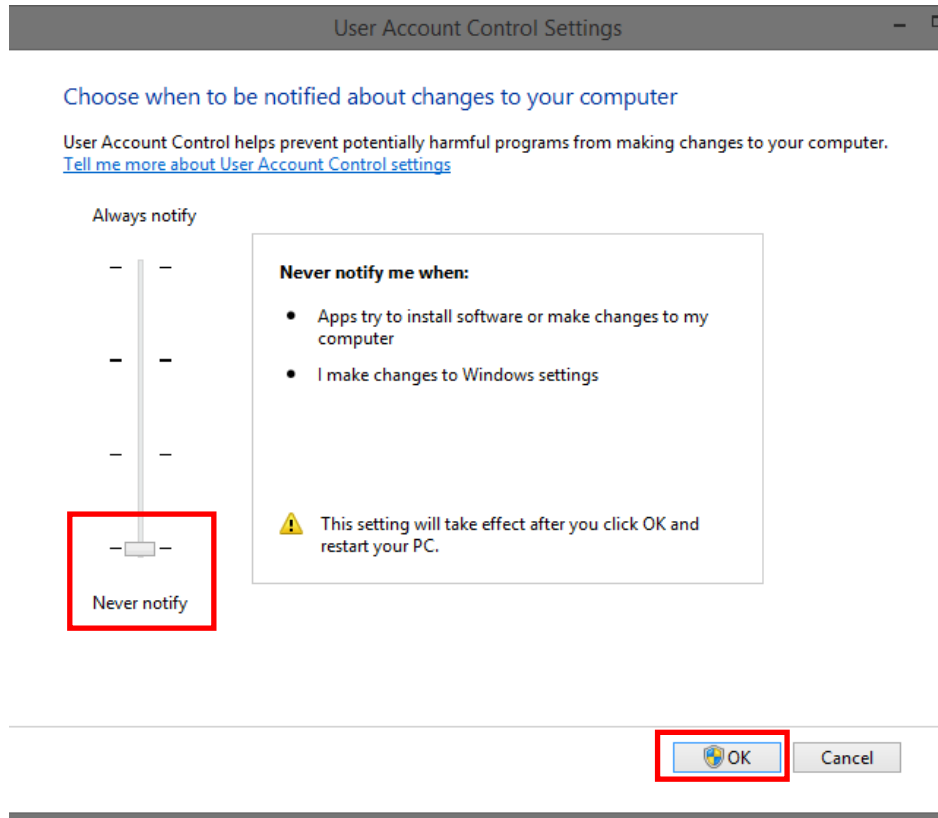 User Account Control Settings
Choose when to be notified about changes to your computer
User Account Control helps prevent potentially harmful programs from making changes to your computer.
Tell me more about User Account Control settings
Always notify
Never notify me when:
Apps try to install software or make changes to my
computer
I make changes to Windows settings
This setting will take effect after you click OK and
restart your PC.
Never notify
OK
Cancel